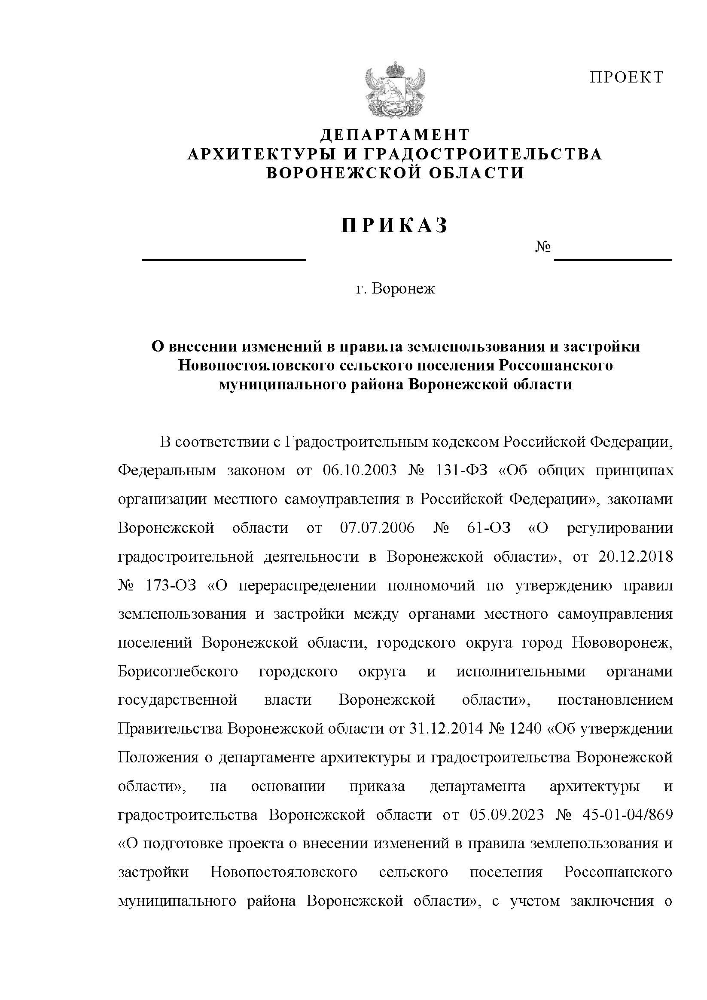 ПРОЕКТ
ДЕПАРТАМЕНТ
АРХИТЕКТУРЫ И ГРАДОСТРОИТЕЛЬСТВА
ВОРОНЕЖСКОЙ ОБЛАСТИ
ПРИКАЗ
№
г. Воронеж
О внесении изменений в правила землепользования и застройки
Новопостояловского сельского поселения Россошанского
муниципального района Воронежской области
В соответствии с Градостроительным кодексом Российской Федерации,
Федеральным законом от 06.10.2003 № 131-ФЗ «Об общих принципах
организации местного самоуправления в Российской Федерации», законами
Воронежской области от 07.07.2006 № 61-ОЗ «О регулировании
градостроительной деятельности в Воронежской области», от 20.12.2018
№ 173-ОЗ «О перераспределении полномочий по утверждению правил
землепользования и застройки между органами местного самоуправления
поселений Воронежской области, городского округа город Нововоронеж,
Борисоглебского городского округа и исполнительными органами
государственной власти Воронежской области», постановлением
Правительства Воронежской области от 31.12.2014 № 1240 «Об утверждении
Положения о департаменте архитектуры и градостроительства Воронежской
области», на основании приказа департамента архитектуры и
градостроительства Воронежской области от 05.09.2023 № 45-01-04/869
«О подготовке проекта о внесении изменений в правила землепользования и
застройки Новопостояловского сельского поселения Россошанского
муниципального района Воронежской области», с учетом заключения о